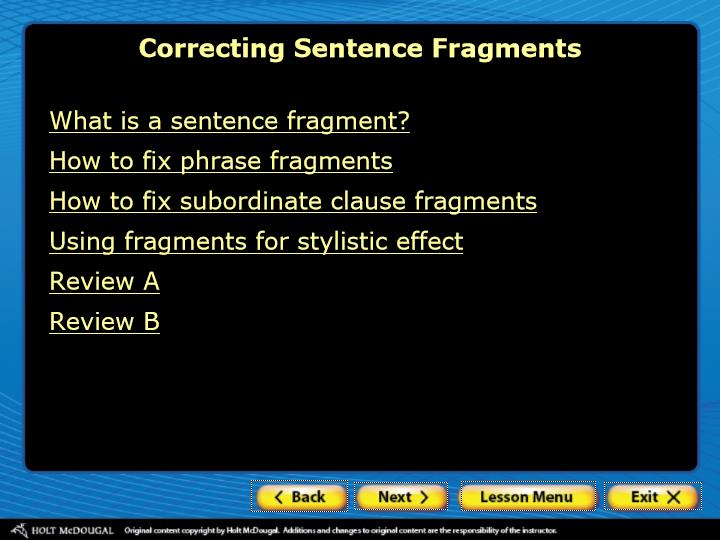 Correcting Sentence Fragments
What is a sentence fragment?
How to fix phrase fragments
How to fix subordinate clause fragments
Using fragments for stylistic effect
Review A
Review B
Back Next Lesson Menu Exit
HOLT McDOUGAL Original content copyright by Holt McDougal. Additions and changes to original content are the responsibility of the instructor.